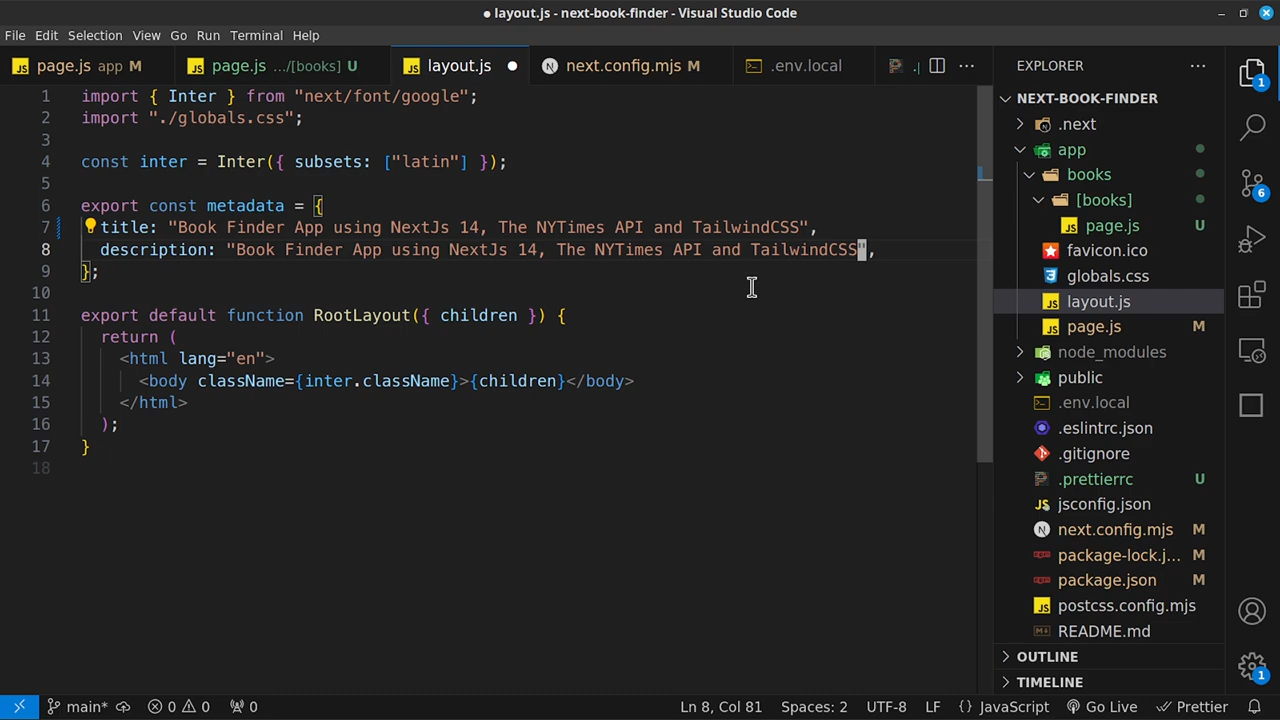 layout.js - next-book-finder - Visual Studio Code
File Edit Selection View Go Run Terminal Help
page.js app M
page.js .../[books] U
layout.js
next.config.mjs M
.env.local
EXPLORER
1 import { Inter } from "next/font/google";
2 import "./globals.css";
3
4 const inter = Inter({ subsets: ["latin"] });
5
6 export const metadata = {
7 title: "Book Finder App using NextJs 14, The NYTimes API and TailwindCSS",
8 description: "Book Finder App using NextJs 14, The NYTimes API and TailwindCSS",
9 };
10
11 export default function RootLayout({ children }) {
12 return (
13 <html lang="en">
14 <body className={inter.className}>{children}</body>
15 </html>
16 );
17 }
18
NEXT-BOOK-FINDER
.next
app
books
[books]
page.js U
favicon.ico
globals.css
layout.js
page.js M
node_modules
public
.env.local
.eslintrc.json
.gitignore
.prettierrc U
jsconfig.json
next.config.mjs M
package-lock.j... M
package.json M
postcss.config.mjs
README.md
OUTLINE
TIMELINE
1
6
1
main* 0 0 0 Ln 8, Col 81 Spaces: 2 UTF-8 LF {} JavaScript Go Live Prettier